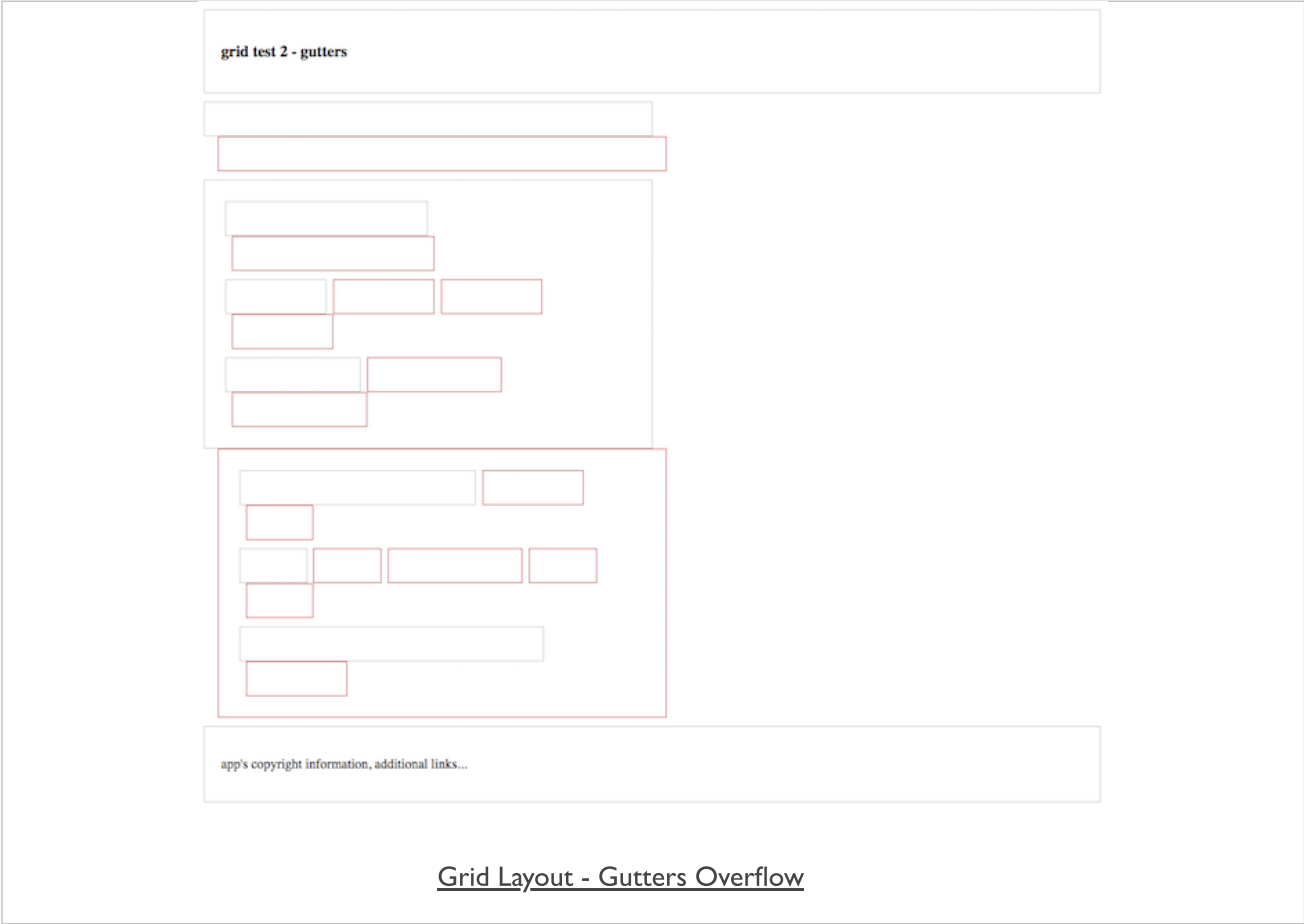 grid test 2 - gutters
app's copyright information, additional links...
Grid Layout - Gutters Overflow